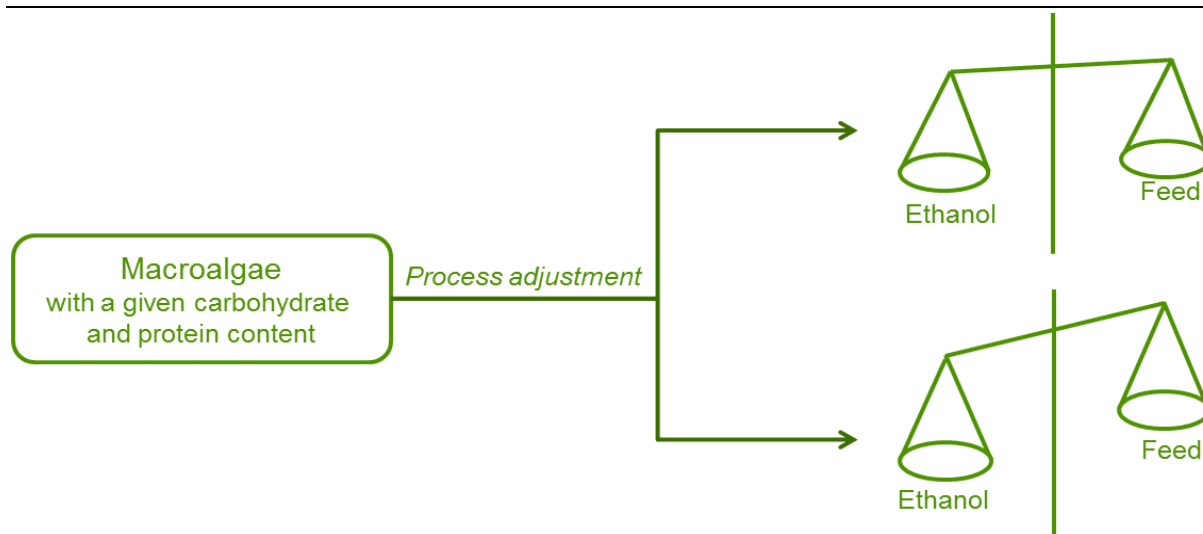 Macroalgae
with a given carbohydrate
and protein content
Process adjustment
Ethanol
Feed
Ethanol
Feed